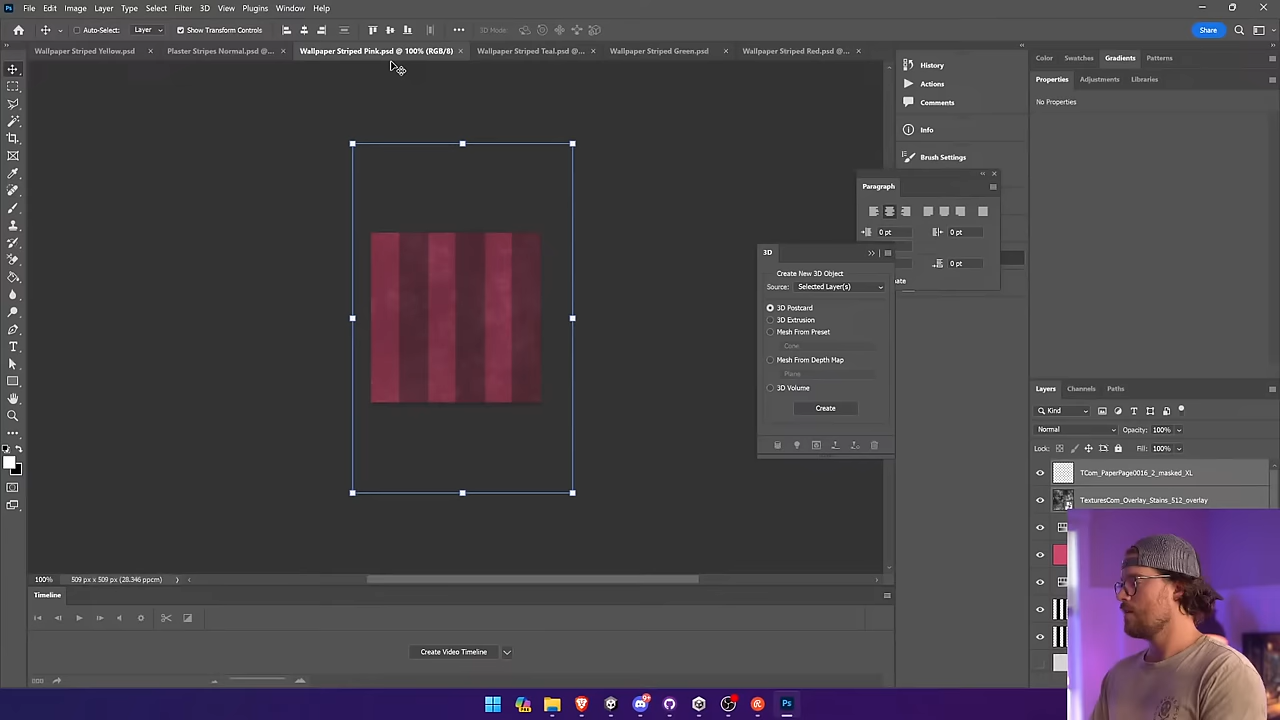 Ps File Edit Image Layer Type Select Filter 3D View Plugins Window Help
Auto-Select: Layer Show Transform Controls 3D Mode: Share
Wallpaper Striped Yellow.psd Plaster Stripes Normal.psd @... Wallpaper Striped Pink.psd @ 100% (RGB/8) Wallpaper Striped Teal.psd @... Wallpaper Striped Green.psd Wallpaper Striped Red.psd @...
Color Swatches Gradients Patterns
History
Properties Adjustments Libraries
Actions
No Properties
Comments
Info
Brush Settings
Paragraph
0 pt 0 pt
0 pt
3D
Create New 3D Object
Source: Selected Layer(s)
3D Postcard
3D Extrusion
Mesh From Preset
Cone
Mesh From Depth Map
Plane
3D Volume
Create
Layers Channels Paths
Kind
Normal Opacity: 100%
Lock: Fill: 100%
TCom_PaperPage0016_2_masked_XL
TexturesCom_Overlay_Stains_512_overlay
100% 509 px x 509 px (28.346 ppcm)
Timeline
Create Video Timeline
Ps